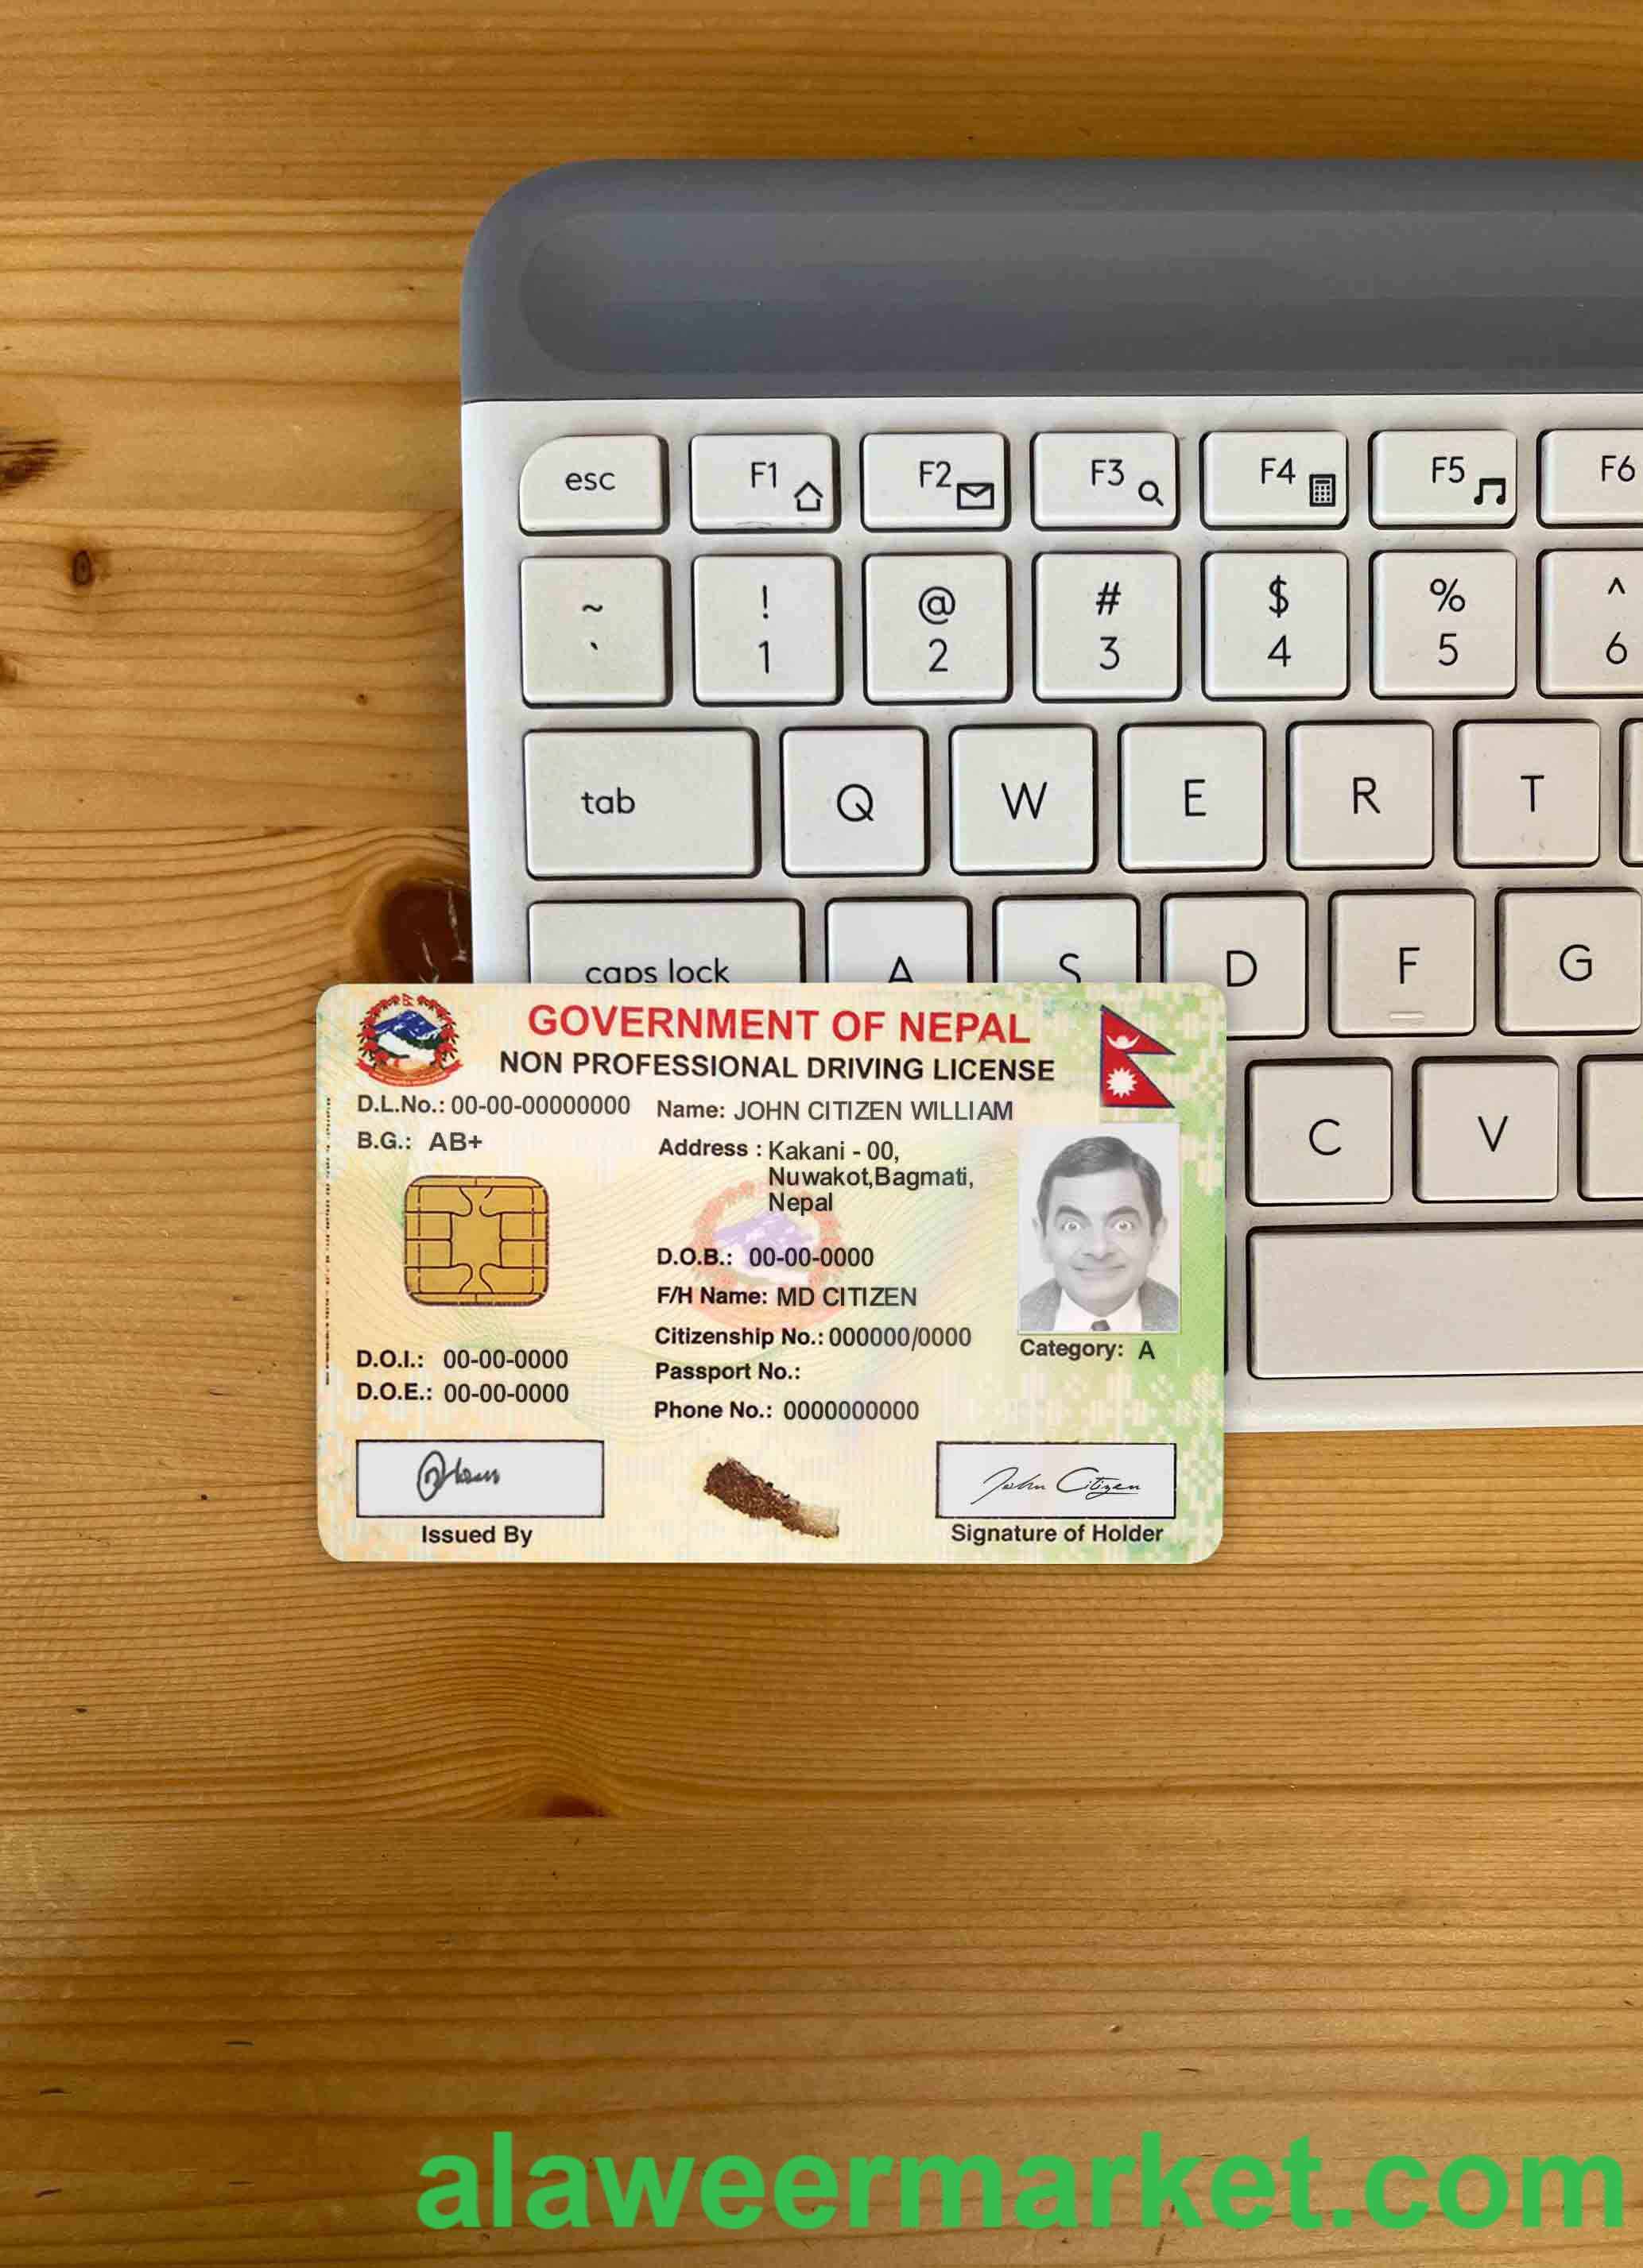 esc F1 F2 F3 F4 F5 F6
~ ! @ # $ % ^
` 1 2 3 4 5 6
tab Q W E R T
caps lock A S D F G
C V
GOVERNMENT OF NEPAL
NON PROFESSIONAL DRIVING LICENSE
D.L.No.: 00-00-00000000 Name: JOHN CITIZEN WILLIAM
B.G.: AB+
Address : Kakani - 00,
Nuwakot,Bagmati,
Nepal
D.O.B.: 00-00-0000
F/H Name: MD CITIZEN
Citizenship No.: 000000/0000
Category: A
D.O.I.: 00-00-0000
Passport No.:
D.O.E.: 00-00-0000
Phone No.: 0000000000
John Citizen
Issued By
Signature of Holder
alaweermarket.com